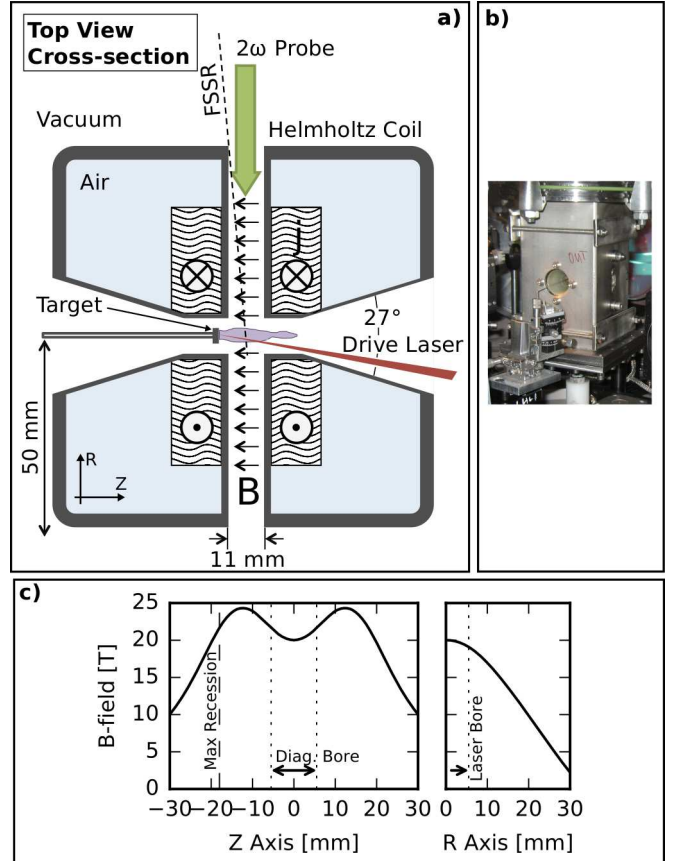 Top View
Cross-section
a)
2ω Probe
FSSR
Vacuum
Helmholtz Coil
Air
j
Target
27°
Drive Laser
50 mm
R
Z
B
11 mm
b)
OUT
c)
B-field [T]
25
20
15
10
5
0
Max Recession
Diag. Bore
−30 −20 −10 0 10 20 30
Z Axis [mm]
Laser Bore
0 10 20 30
R Axis [mm]